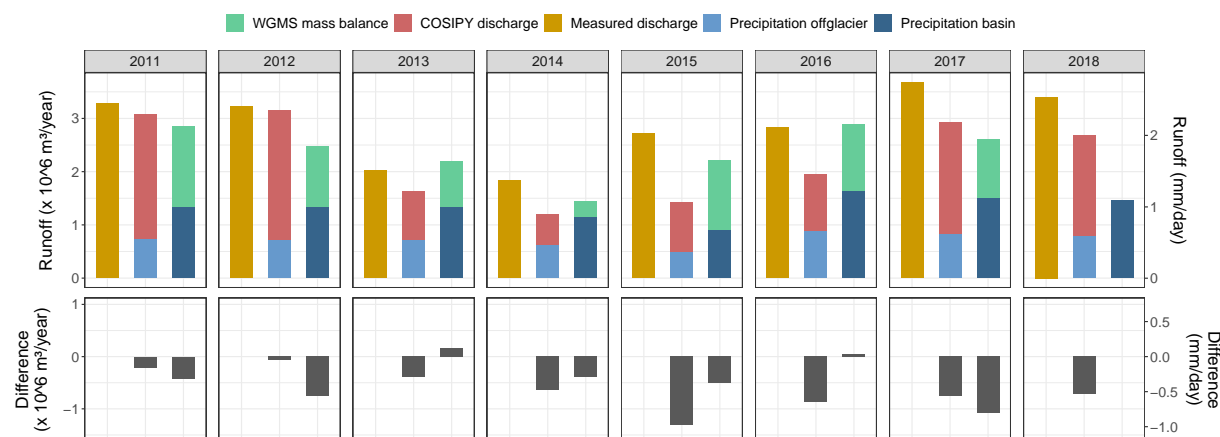 WGMS mass balance COSIPY discharge Measured discharge Precipitation offglacier Precipitation basin
2011 2012 2013 2014 2015 2016 2017 2018
Runoff (x 10^6 m³/year)
3
2
1
0
Runoff (mm/day)
2
1
0
Difference
(x 10^6 m³/year)
1
0
−1
Difference
(mm/day)
0.5
0.0
−0.5
−1.0